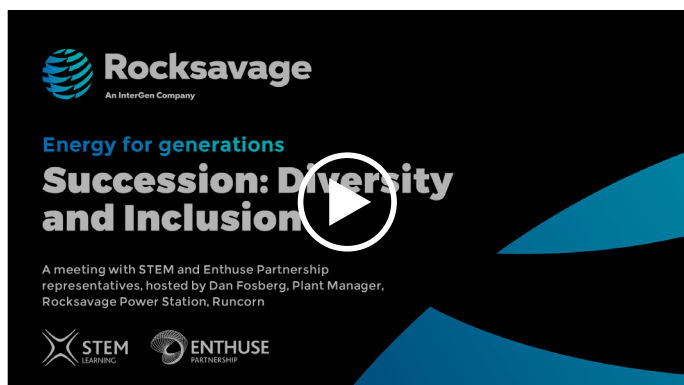 Rocksavage
An InterGen Company
Energy for generations
Succession: Diversity
and Inclusion
A meeting with STEM and Enthuse Partnership
representatives, hosted by Dan Fosberg, Plant Manager,
Rocksavage Power Station, Runcorn
STEM
LEARNING
ENTHUSE
PARTNERSHIP